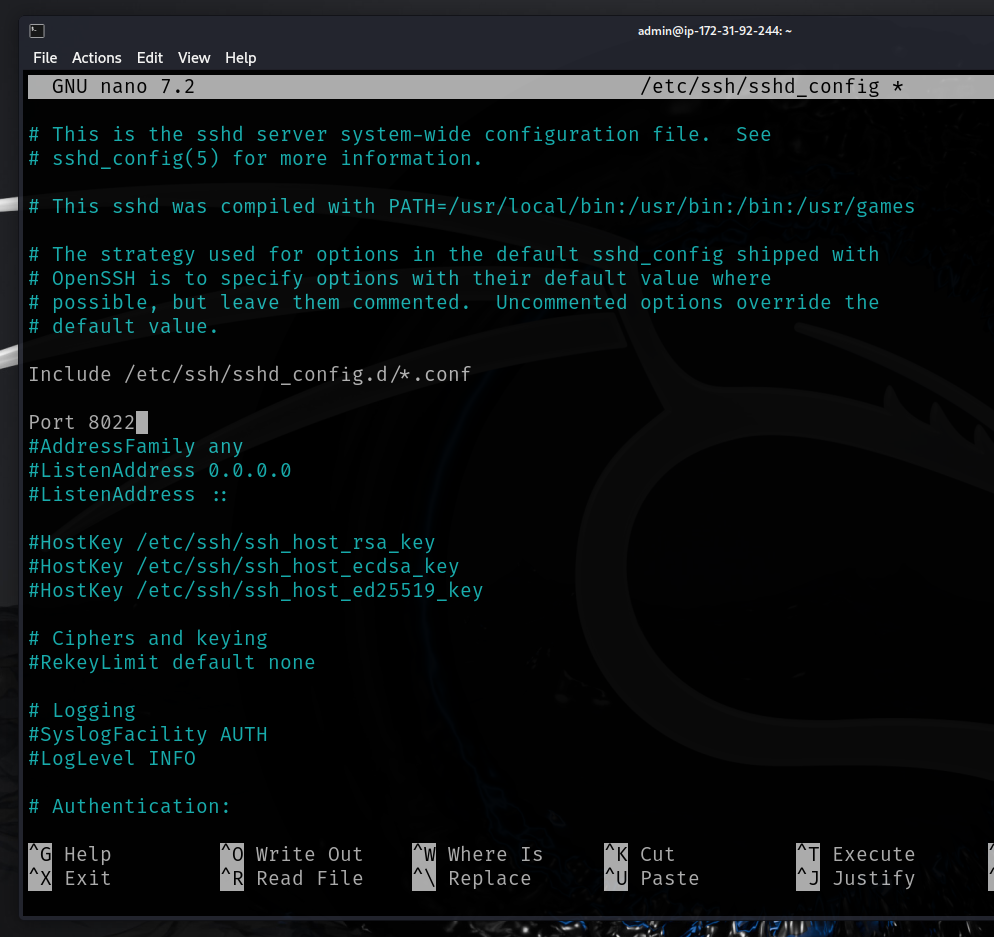 admin@ip-172-31-92-244: ~
File Actions Edit View Help
GNU nano 7.2 /etc/ssh/sshd_config *
# This is the sshd server system-wide configuration file.  See
# sshd_config(5) for more information.
# This sshd was compiled with PATH=/usr/local/bin:/usr/bin:/bin:/usr/games
# The strategy used for options in the default sshd_config shipped with
# OpenSSH is to specify options with their default value where
# possible, but leave them commented.  Uncommented options override the
# default value.
Include /etc/ssh/sshd_config.d/*.conf
Port 8022
#AddressFamily any
#ListenAddress 0.0.0.0
#ListenAddress ::
#HostKey /etc/ssh/ssh_host_rsa_key
#HostKey /etc/ssh/ssh_host_ecdsa_key
#HostKey /etc/ssh/ssh_host_ed25519_key
# Ciphers and keying
#RekeyLimit default none
# Logging
#SyslogFacility AUTH
#LogLevel INFO
# Authentication:
^G Help ^O Write Out ^W Where Is ^K Cut ^T Execute
^X Exit ^R Read File ^\ Replace ^U Paste ^J Justify